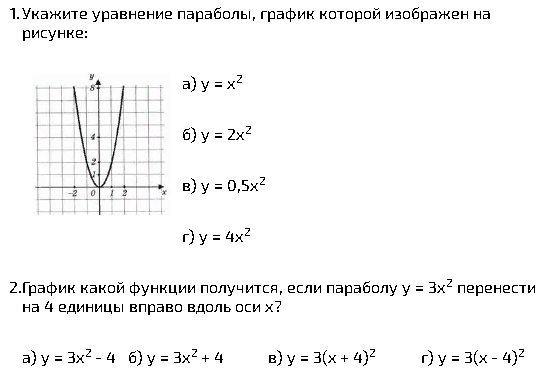 1. Укажите уравнение параболы, график которой изображен на
рисунке:
y
8
4
2
1
-2 0 1 2 x
а) y = x²
б) y = 2x²
в) y = 0,5x²
г) y = 4x²
2.График какой функции получится, если параболу y = 3x² перенести
на 4 единицы вправо вдоль оси x?
а) y = 3x² - 4 б) y = 3x² + 4 в) y = 3(x + 4)² г) y = 3(x - 4)²